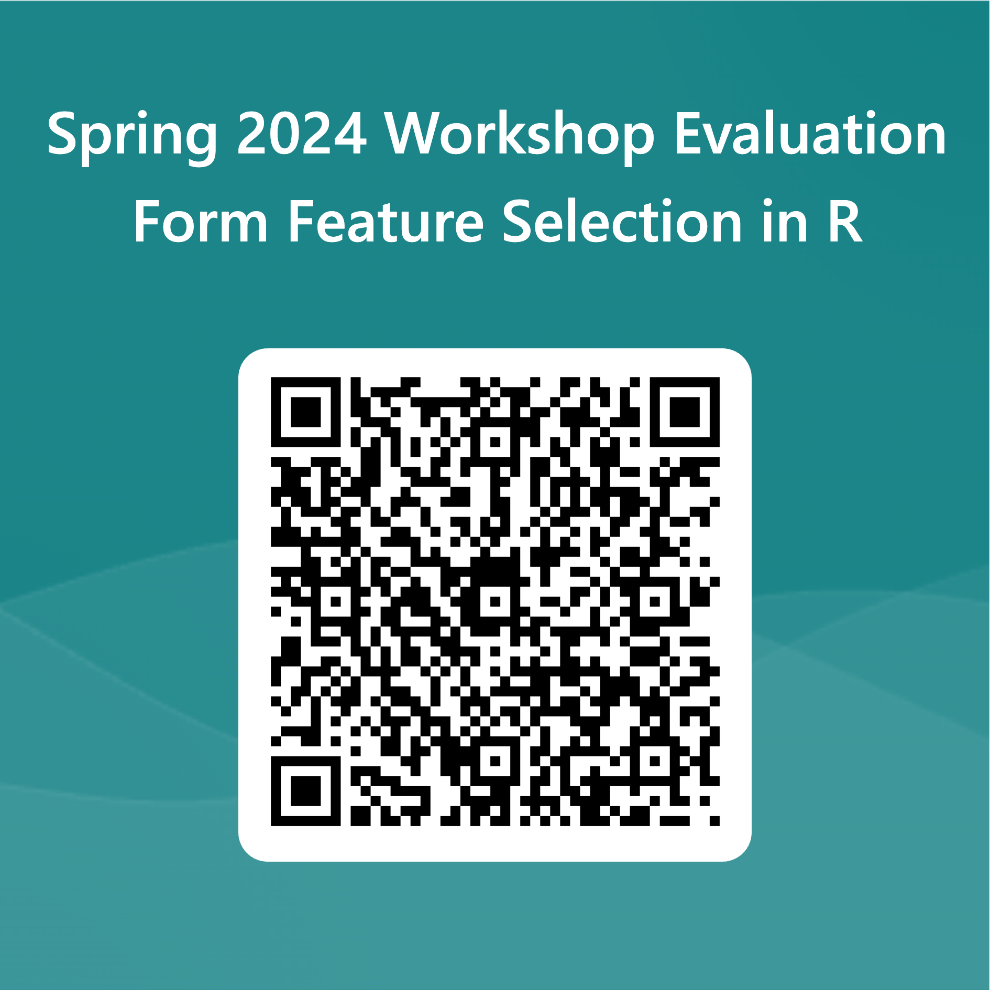 Spring 2024 Workshop Evaluation
Form Feature Selection in R